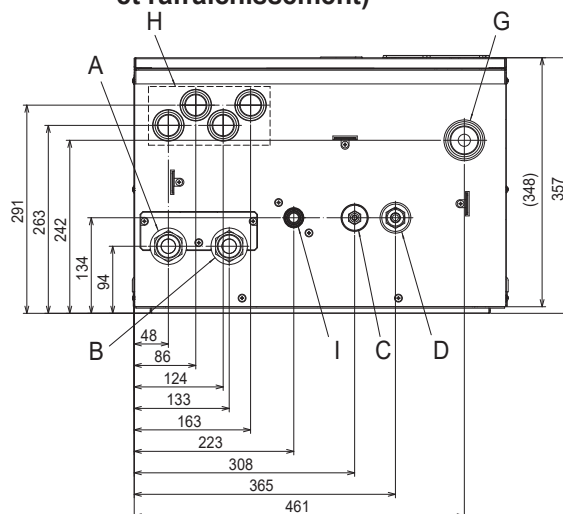 et rafraîchissement)
H
G
A
291
263
242
134
94
(348)
357
B
I
C
D
48
86
124
133
163
223
308
365
461